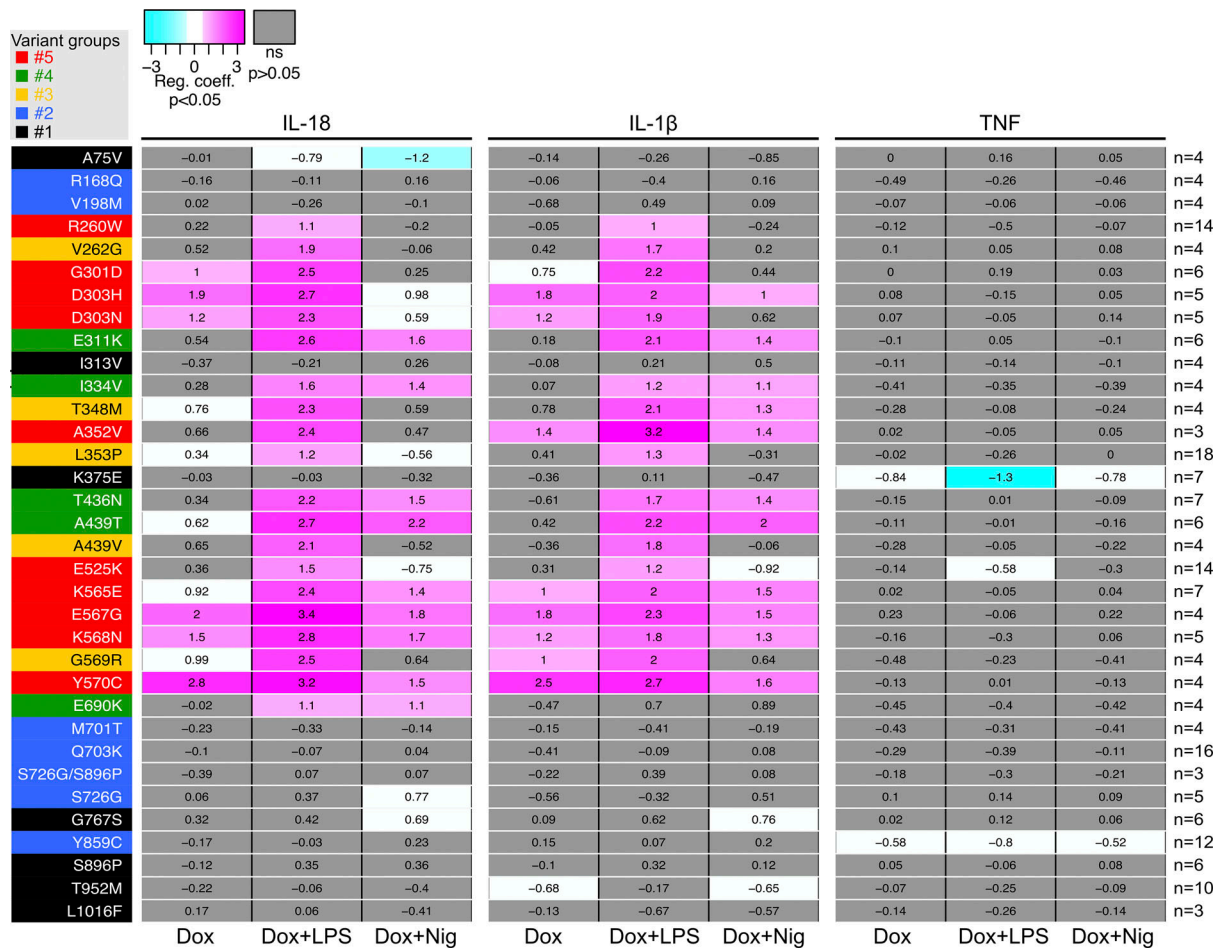 Variant groups
#5
#4
#3
#2
#1
−3 0 3
Reg. coeff.
p<0.05
ns
p>0.05
IL-18 IL-1β TNF
A75V −0.01 −0.79 −1.2 −0.14 −0.26 −0.85 0 0.16 0.05 n=4
R168Q −0.16 −0.11 0.16 −0.06 −0.4 0.16 −0.49 −0.26 −0.46 n=4
V198M 0.02 −0.26 −0.1 −0.68 0.49 0.09 −0.07 −0.06 −0.06 n=4
R260W 0.22 1.1 −0.2 −0.05 1 −0.24 −0.12 −0.5 −0.07 n=14
V262G 0.52 1.9 −0.06 0.42 1.7 0.2 0.1 0.05 0.08 n=4
G301D 1 2.5 0.25 0.75 2.2 0.44 0 0.19 0.03 n=6
D303H 1.9 2.7 0.98 1.8 2 1 0.08 −0.15 0.05 n=5
D303N 1.2 2.3 0.59 1.2 1.9 0.62 0.07 −0.05 0.14 n=5
E311K 0.54 2.6 1.6 0.18 2.1 1.4 −0.1 0.05 −0.1 n=6
I313V −0.37 −0.21 0.26 −0.08 0.21 0.5 −0.11 −0.14 −0.1 n=4
I334V 0.28 1.6 1.4 0.07 1.2 1.1 −0.41 −0.35 −0.39 n=4
T348M 0.76 2.3 0.59 0.78 2.1 1.3 −0.28 −0.08 −0.24 n=4
A352V 0.66 2.4 0.47 1.4 3.2 1.4 0.02 −0.05 0.05 n=3
L353P 0.34 1.2 −0.56 0.41 1.3 −0.31 −0.02 −0.26 0 n=18
K375E −0.03 −0.03 −0.32 −0.36 0.11 −0.47 −0.84 −1.3 −0.78 n=7
T436N 0.34 2.2 1.5 −0.61 1.7 1.4 −0.15 0.01 −0.09 n=7
A439T 0.62 2.7 2.2 0.42 2.2 2 −0.11 −0.01 −0.16 n=6
A439V 0.65 2.1 −0.52 −0.36 1.8 −0.06 −0.28 −0.05 −0.22 n=4
E525K 0.36 1.5 −0.75 0.31 1.2 −0.92 −0.14 −0.58 −0.3 n=14
K565E 0.92 2.4 1.4 1 2 1.5 0.02 −0.05 0.04 n=7
E567G 2 3.4 1.8 1.8 2.3 1.5 0.23 −0.06 0.22 n=4
K568N 1.5 2.8 1.7 1.2 1.8 1.3 −0.16 −0.3 0.06 n=5
G569R 0.99 2.5 0.64 1 2 0.64 −0.48 −0.23 −0.41 n=4
Y570C 2.8 3.2 1.5 2.5 2.7 1.6 −0.13 0.01 −0.13 n=4
E690K −0.02 1.1 1.1 −0.47 0.7 0.89 −0.45 −0.4 −0.42 n=4
M701T −0.23 −0.33 −0.14 −0.15 −0.41 −0.19 −0.43 −0.31 −0.41 n=4
Q703K −0.1 −0.07 0.04 −0.41 −0.09 0.08 −0.29 −0.39 −0.11 n=16
S726G/S896P −0.39 0.07 0.07 −0.22 0.39 0.08 −0.18 −0.3 −0.21 n=3
S726G 0.06 0.37 0.77 −0.56 −0.32 0.51 0.1 0.14 0.09 n=5
G767S 0.32 0.42 0.69 0.09 0.62 0.76 0.02 0.12 0.06 n=6
Y859C −0.17 −0.03 0.23 0.15 0.07 0.2 −0.58 −0.8 −0.52 n=12
S896P −0.12 0.35 0.36 −0.1 0.32 0.12 0.05 −0.06 0.08 n=6
T952M −0.22 −0.06 −0.4 −0.68 −0.17 −0.65 −0.07 −0.25 −0.09 n=10
L1016F 0.17 0.06 −0.41 −0.13 −0.67 −0.57 −0.14 −0.26 −0.14 n=3
Dox Dox+LPS Dox+Nig Dox Dox+LPS Dox+Nig Dox Dox+LPS Dox+Nig